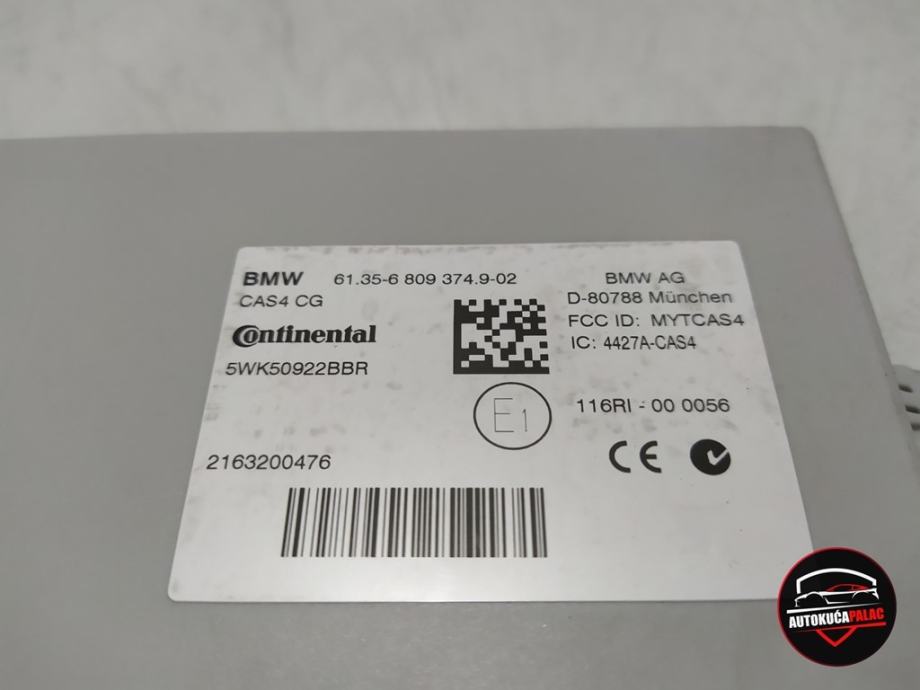 BMW 61.35-6 809 374.9-02
CAS4 CG
Continental
5WK50922BBR
2163200476
BMW AG
D-80788 München
FCC ID: MYTCAS4
IC: 4427A-CAS4
E1
116RI - 00 0056
CE
AUTOKUĆAPALAC